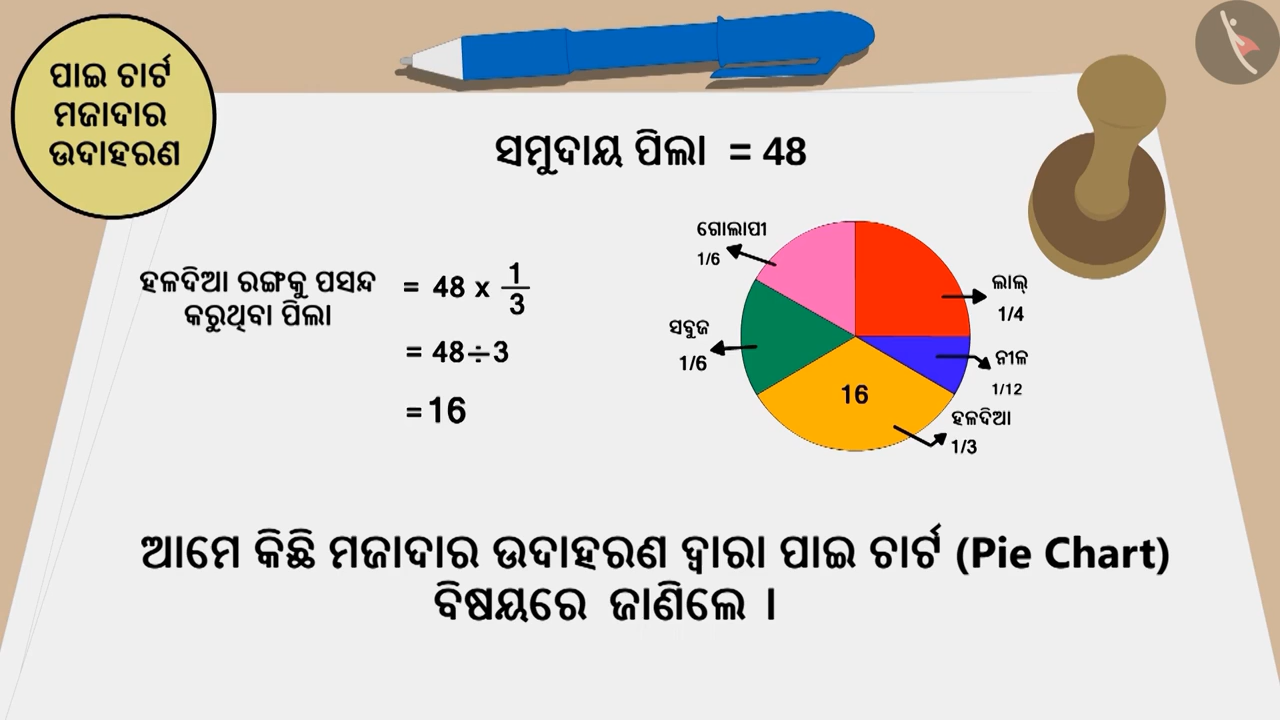 ପାଇ ଚାର୍ଟ
ମଜାଦାର
ଉଦାହରଣ
ସମୁଦାୟ ପିଲା = 48
ହଳଦିଆ ରଙ୍ଗକୁ ପସନ୍ଦ
କରୁଥିବା ପିଲା
= 48 x 1/3
= 48÷3
= 16
ଗୋଲାପୀ
1/6
ଲାଲ୍
1/4
ସବୁଜ
1/6
ନୀଳ
1/12
16
ହଳଦିଆ
1/3
ଆମେ କିଛି ମଜାଦାର ଉଦାହରଣ ଦ୍ୱାରା ପାଇ ଚାର୍ଟ (Pie Chart)
ବିଷୟରେ ଜାଣିଲେ ।